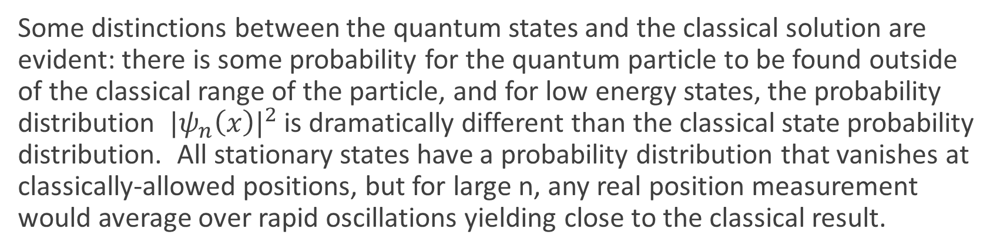 Some distinctions between the quantum states and the classical solution are
evident: there is some probability for the quantum particle to be found outside
of the classical range of the particle, and for low energy states, the probability
distribution |ψₙ(x)|² is dramatically different than the classical state probability
distribution. All stationary states have a probability distribution that vanishes at
classically-allowed positions, but for large n, any real position measurement
would average over rapid oscillations yielding close to the classical result.